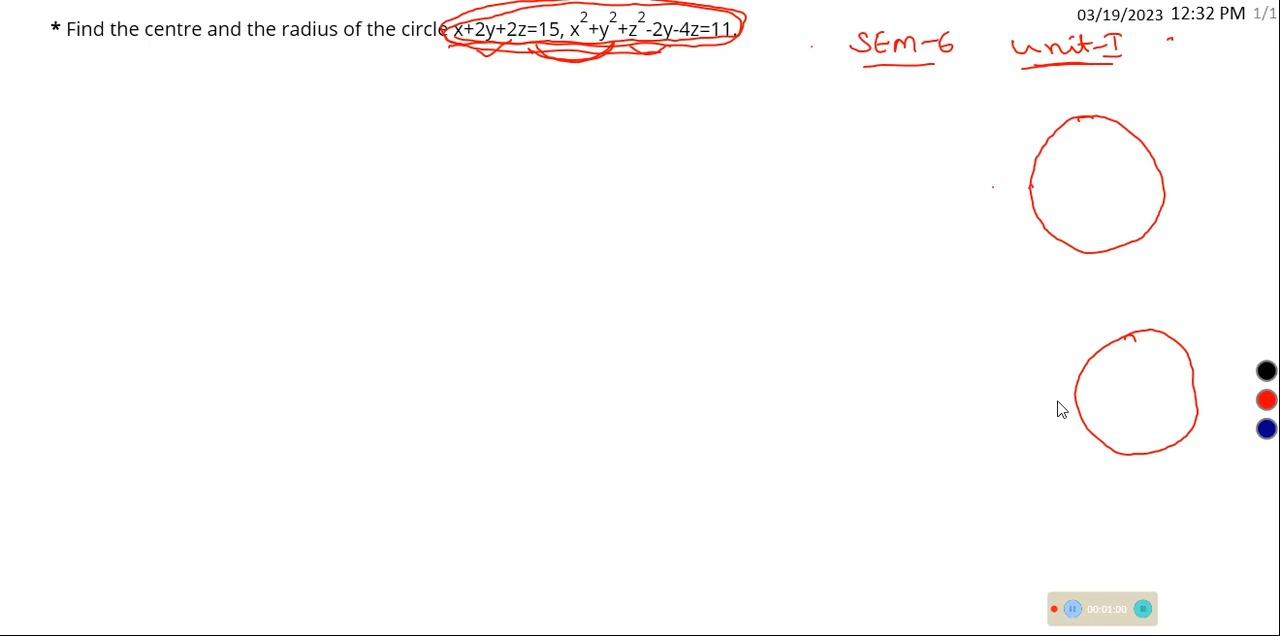 03/19/2023 12:32 PM 1/1
* Find the centre and the radius of the circle x+2y+2z=15, x²+y²+z²-2y-4z=11.
SEM-6 Unit-I
00:01:00